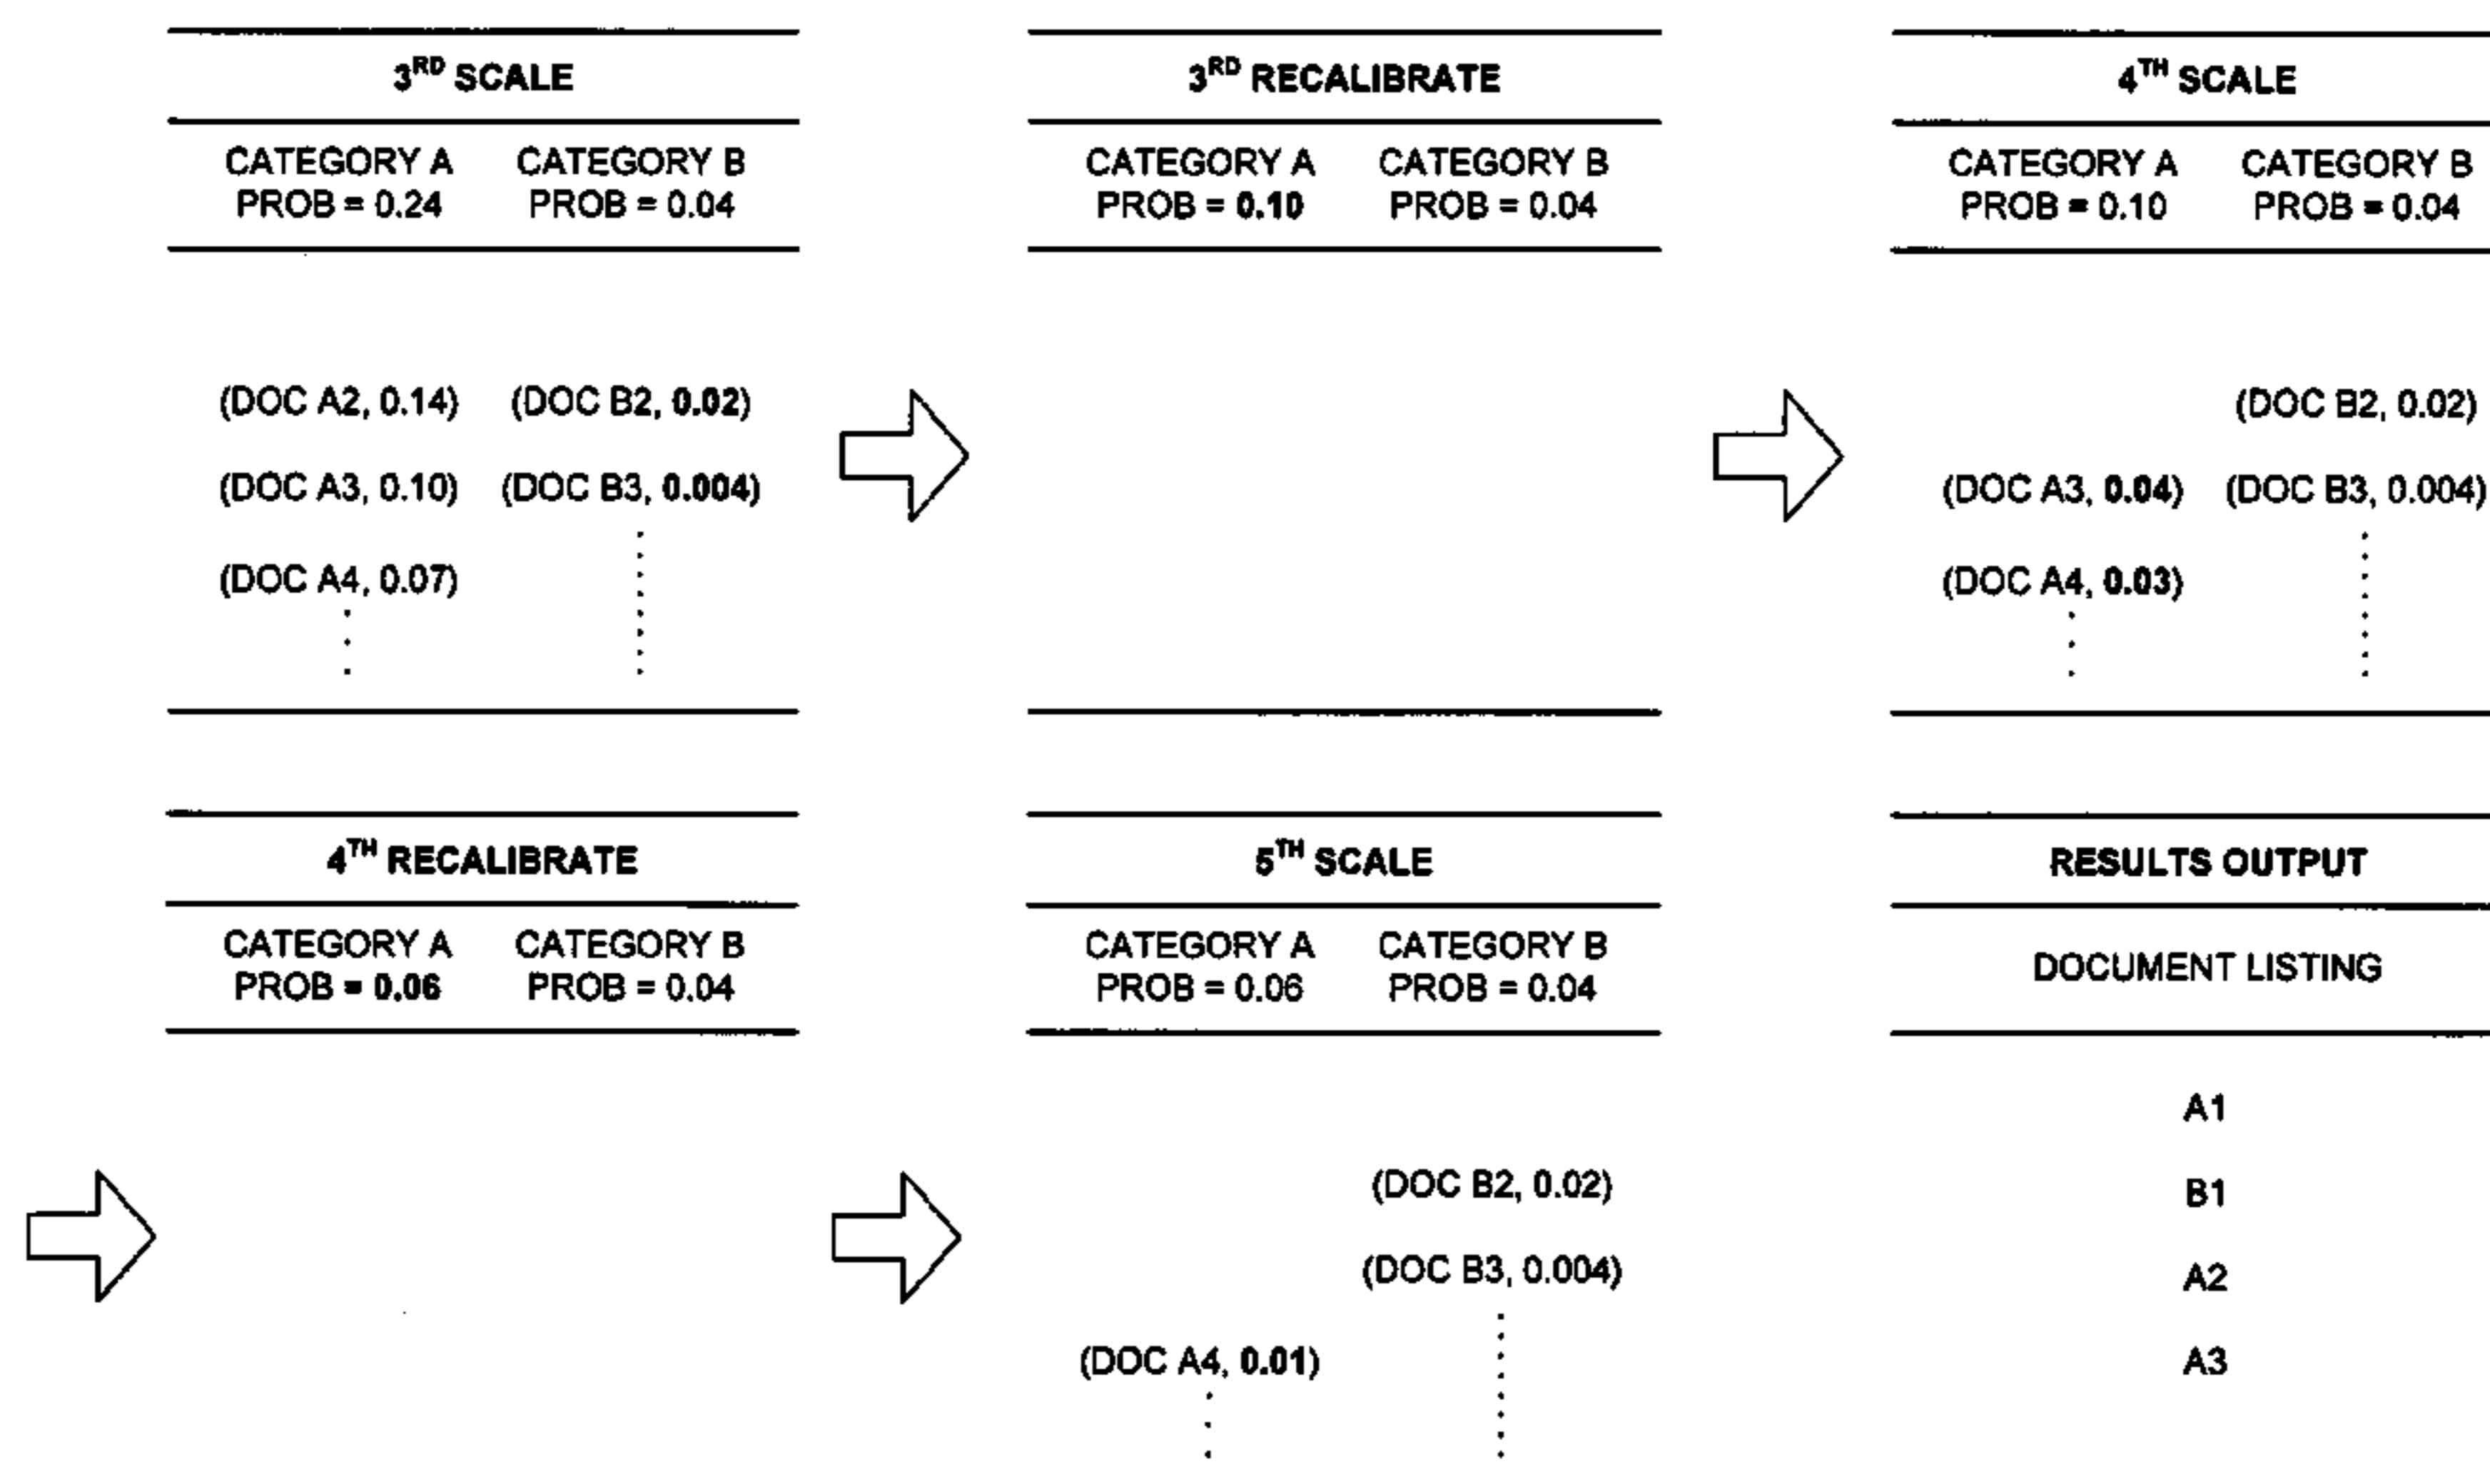 3RD SCALE
CATEGORY A CATEGORY B
PROB = 0.24 PROB = 0.04
(DOC A2, 0.14) (DOC B2, 0.02)
(DOC A3, 0.10) (DOC B3, 0.004)
(DOC A4, 0.07)
3RD RECALIBRATE
CATEGORY A CATEGORY B
PROB = 0.10 PROB = 0.04
4TH SCALE
CATEGORY A CATEGORY B
PROB = 0.10 PROB = 0.04
(DOC B2, 0.02)
(DOC A3, 0.04) (DOC B3, 0.004)
(DOC A4, 0.03)
4TH RECALIBRATE
CATEGORY A CATEGORY B
PROB = 0.06 PROB = 0.04
5TH SCALE
CATEGORY A CATEGORY B
PROB = 0.06 PROB = 0.04
(DOC B2, 0.02)
(DOC B3, 0.004)
(DOC A4, 0.01)
RESULTS OUTPUT
DOCUMENT LISTING
A1
B1
A2
A3